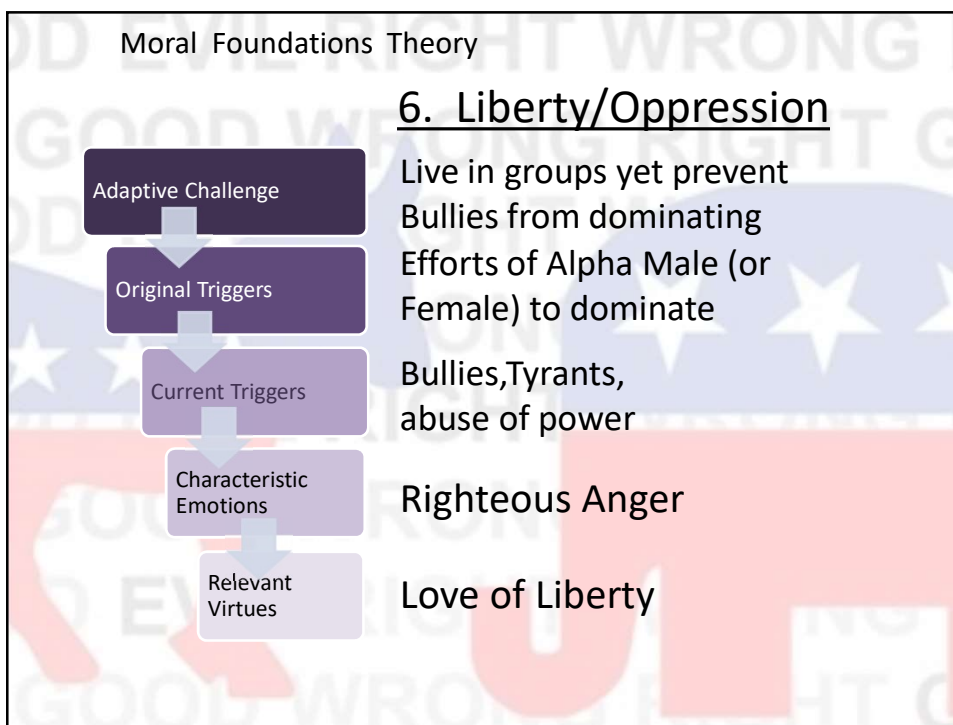 Moral Foundations Theory
6. Liberty/Oppression
Adaptive Challenge
Live in groups yet prevent
Bullies from dominating
Original Triggers
Efforts of Alpha Male (or
Female) to dominate
Current Triggers
Bullies,Tyrants,
abuse of power
Characteristic
Emotions
Righteous Anger
Relevant
Virtues
Love of Liberty